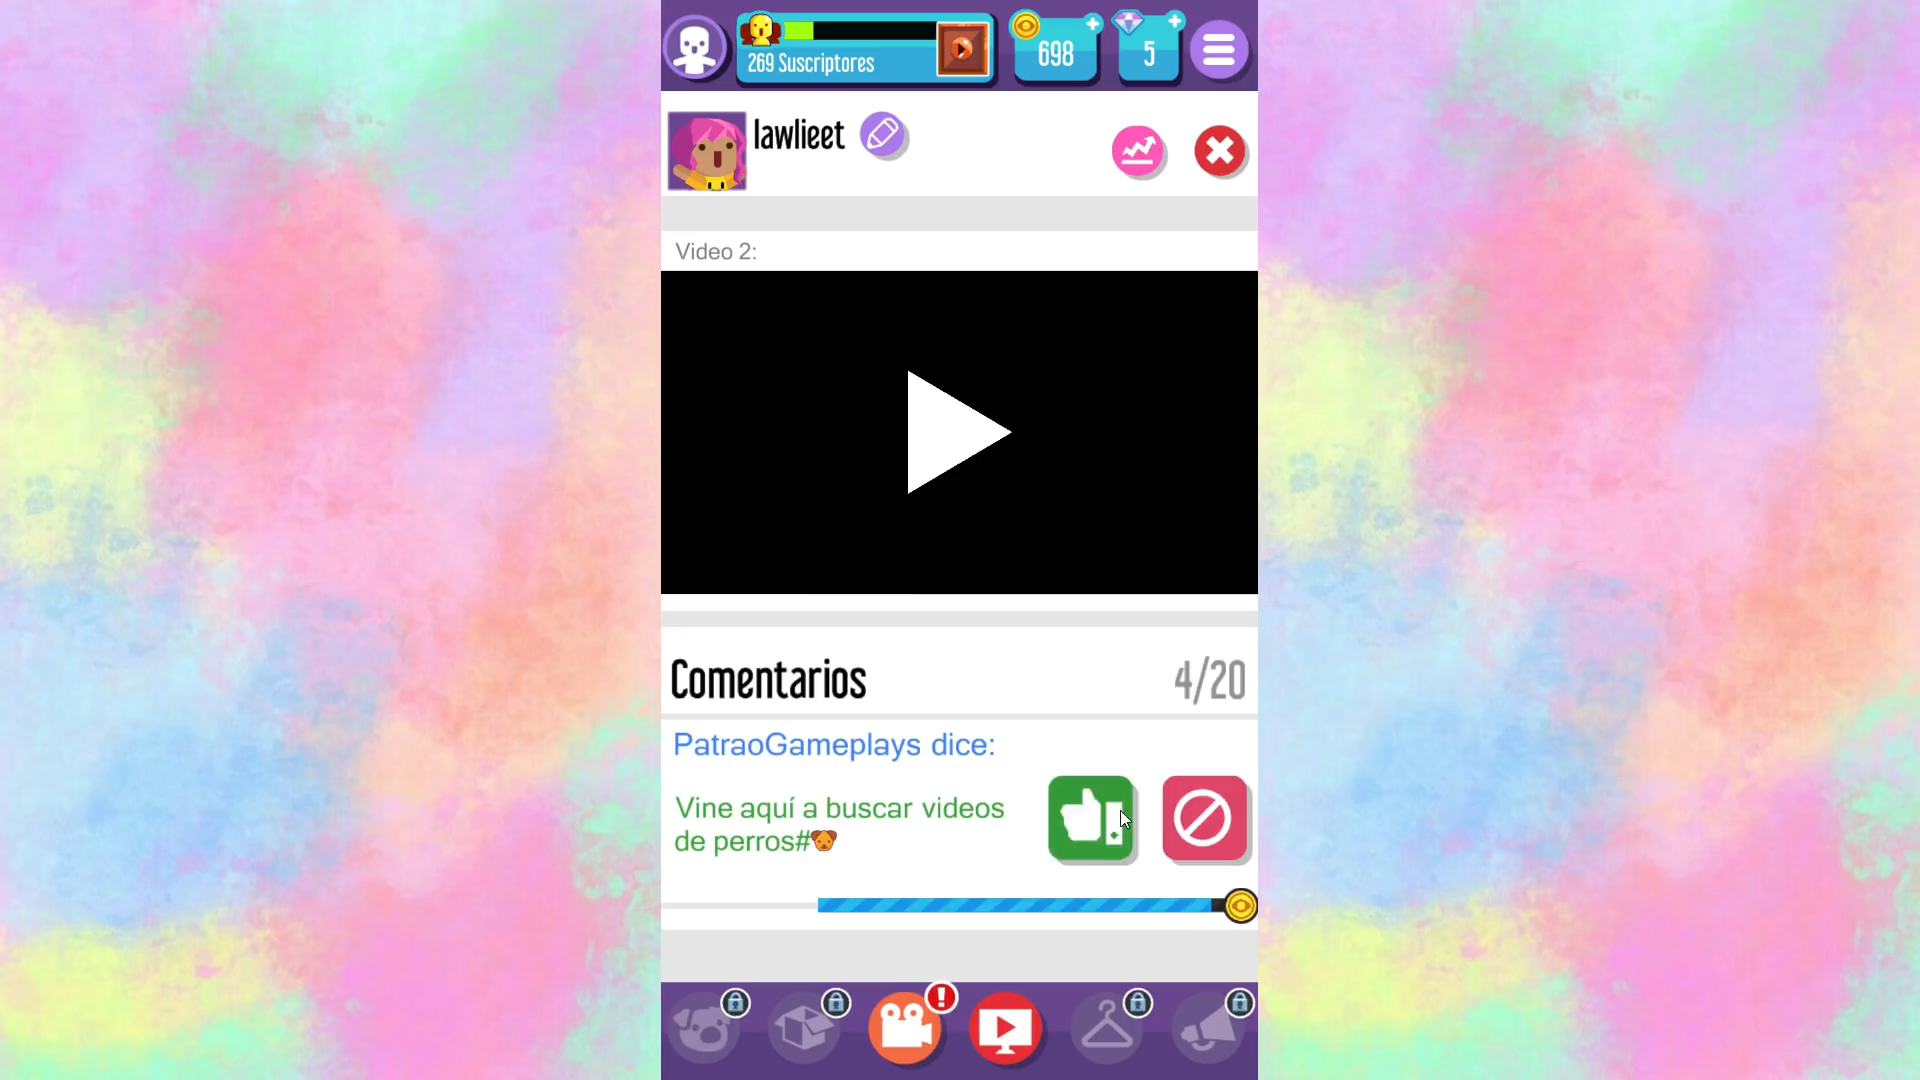 269 Suscriptores
698
5
lawlieet
Video 2:
Comentarios
4/20
PatraoGameplays dice:
Vine aquí a buscar videos
de perros#🐶